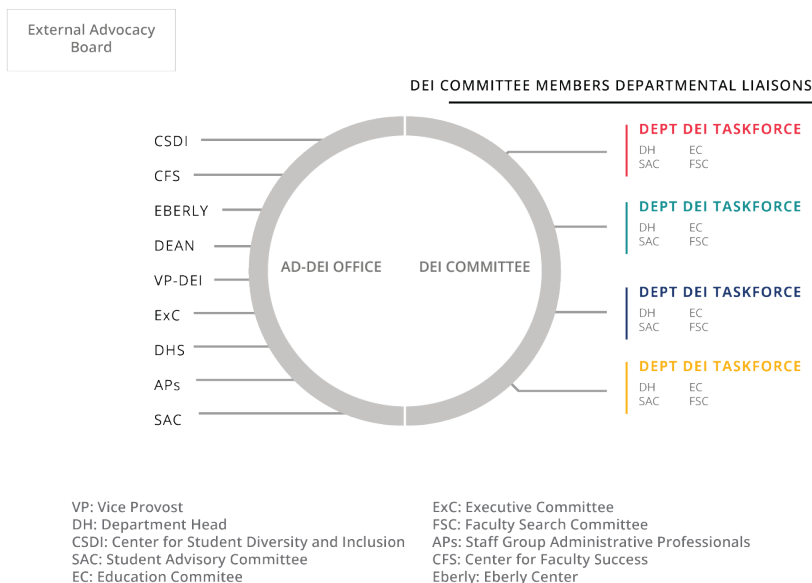 External Advocacy
Board
DEI COMMITTEE MEMBERS DEPARTMENTAL LIAISONS
CSDI
CFS
EBERLY
DEAN
VP-DEI
ExC
DHS
APs
SAC
AD-DEI OFFICE
DEI COMMITTEE
DEPT DEI TASKFORCE
DH EC
SAC FSC
DEPT DEI TASKFORCE
DH EC
SAC FSC
DEPT DEI TASKFORCE
DH EC
SAC FSC
DEPT DEI TASKFORCE
DH EC
SAC FSC
VP: Vice Provost
DH: Department Head
CSDI: Center for Student Diversity and Inclusion
SAC: Student Advisory Committee
EC: Education Commitee
ExC: Executive Committee
FSC: Faculty Search Committee
APs: Staff Group Administrative Professionals
CFS: Center for Faculty Success
Eberly: Eberly Center